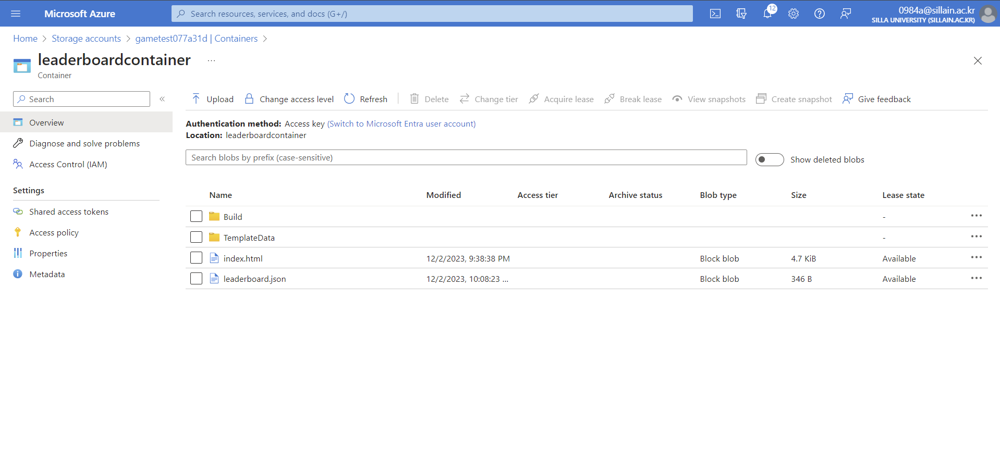 Microsoft Azure
Search resources, services, and docs (G+/)
12
0984a@sillain.ac.kr
SILLA UNIVERSITY (SILLAIN.AC.KR)
Home > Storage accounts > gametest077a31d | Containers >
leaderboardcontainer ...
Container
Search «
Upload Change access level Refresh Delete Change tier Acquire lease Break lease View snapshots Create snapshot Give feedback
Overview
Diagnose and solve problems
Access Control (IAM)
Settings
Shared access tokens
Access policy
Properties
Metadata
Authentication method: Access key (Switch to Microsoft Entra user account)
Location: leaderboardcontainer
Search blobs by prefix (case-sensitive)
Show deleted blobs
Name Modified Access tier Archive status Blob type Size Lease state
Build - ...
TemplateData - ...
index.html 12/2/2023, 9:38:38 PM Block blob 4.7 KiB Available ...
leaderboard.json 12/2/2023, 10:08:23 ... Block blob 346 B Available ...